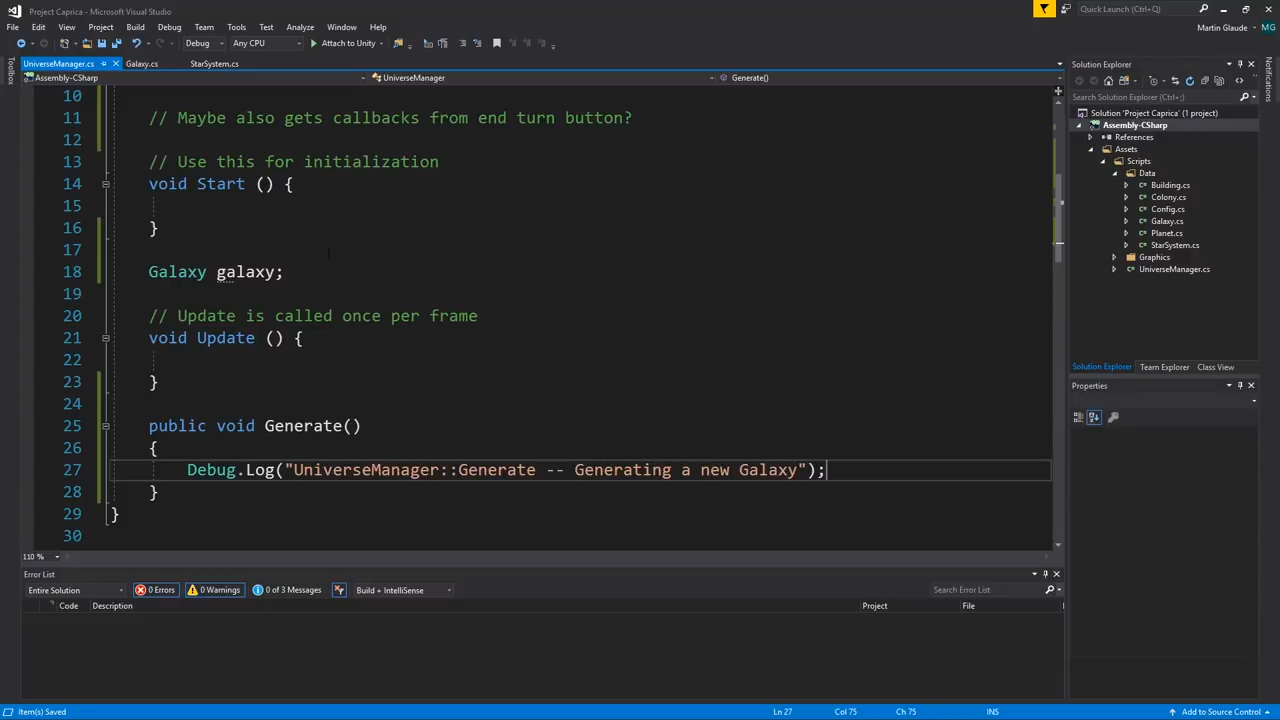 Project Caprica - Microsoft Visual Studio
Quick Launch (Ctrl+Q)
File Edit View Project Build Debug Team Tools Test Analyze Window Help
Martin Glaude MG
Debug Any CPU Attach to Unity
UniverseManager.cs Galaxy.cs StarSystem.cs
Assembly-CSharp UniverseManager Generate()
Toolbox
10
11 // Maybe also gets callbacks from end turn button?
12
13 // Use this for initialization
14 void Start () {
15
16 }
17
18 Galaxy galaxy;
19
20 // Update is called once per frame
21 void Update () {
22
23 }
24
25 public void Generate()
26 {
27 Debug.Log("UniverseManager::Generate -- Generating a new Galaxy");
28 }
29 }
30
110 %
Solution Explorer
Search Solution Explorer (Ctrl+;)
Solution 'Project Caprica' (1 project)
Assembly-CSharp
References
Assets
Scripts
Data
Building.cs
Colony.cs
Config.cs
Galaxy.cs
Planet.cs
StarSystem.cs
Graphics
UniverseManager.cs
Solution Explorer Team Explorer Class View
Properties
Notifications
Error List
Entire Solution 0 Errors 0 Warnings 0 of 3 Messages Build + IntelliSense Search Error List
Code Description Project File
Item(s) Saved Ln 27 Col 75 Ch 75 INS Add to Source Control